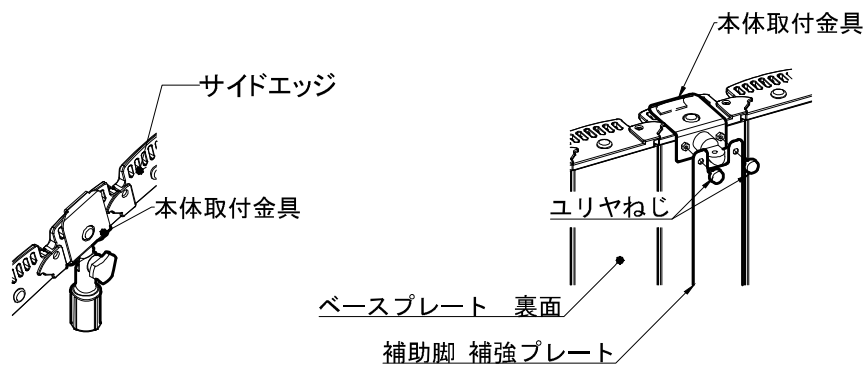 本体取付金具
サイドエッジ
本体取付金具
ユリヤねじ
ベースプレート　裏面
補助脚 補強プレート